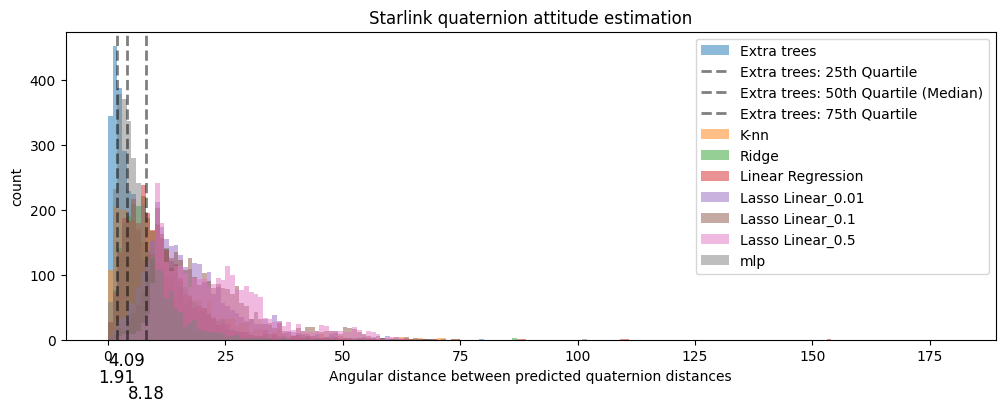 Starlink quaternion attitude estimation
count
400
300
200
100
0
Extra trees
Extra trees: 25th Quartile
Extra trees: 50th Quartile (Median)
Extra trees: 75th Quartile
K-nn
Ridge
Linear Regression
Lasso Linear_0.01
Lasso Linear_0.1
Lasso Linear_0.5
mlp
0 25 50 75 100 125 150 175
4.09
1.91
8.18
Angular distance between predicted quaternion distances